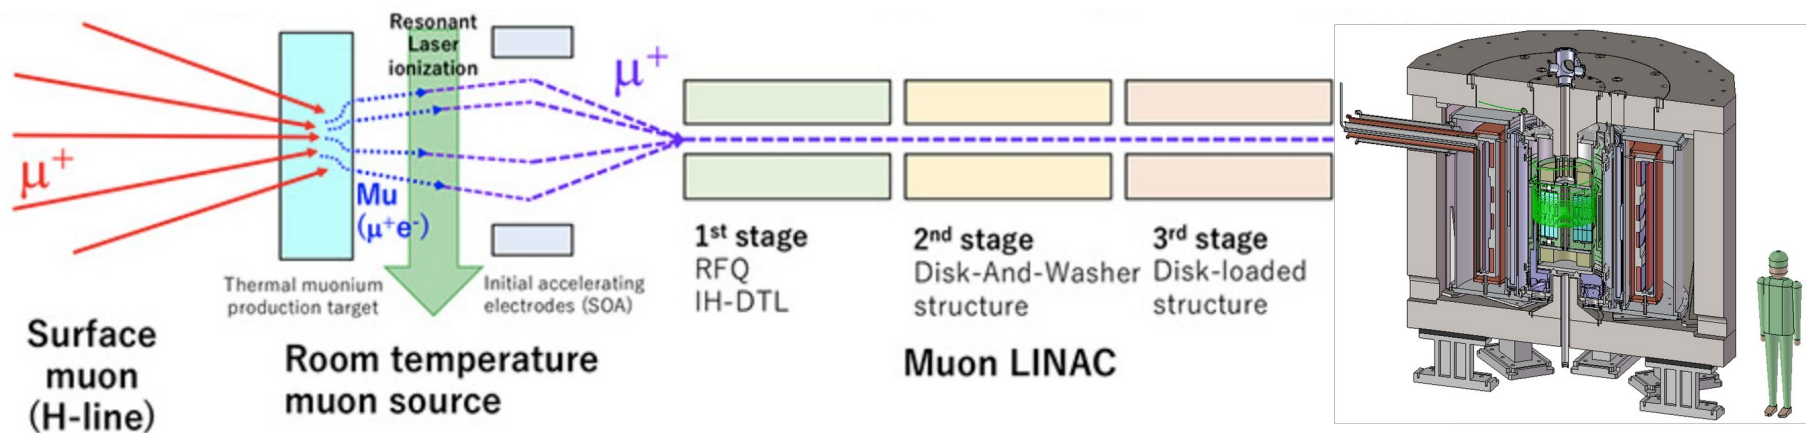 μ⁺
Surface
muon
(H-line)
Resonant
Laser
ionization
Mu
(μ⁺e⁻)
Thermal muonium
production target
Initial accelerating
electrodes (SOA)
Room temperature
muon source
μ⁺
1st stage
RFQ
IH-DTL
2nd stage
Disk-And-Washer
structure
3rd stage
Disk-loaded
structure
Muon LINAC